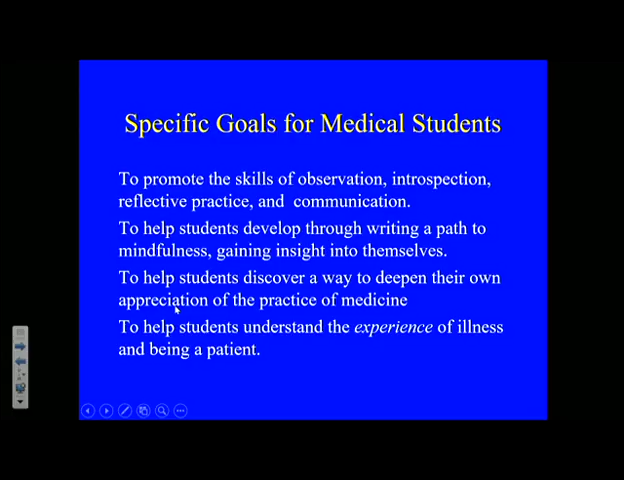 Specific Goals for Medical Students
To promote the skills of observation, introspection,
reflective practice, and communication.
To help students develop through writing a path to
mindfulness, gaining insight into themselves.
To help students discover a way to deepen their own
appreciation of the practice of medicine
To help students understand the experience of illness
and being a patient.